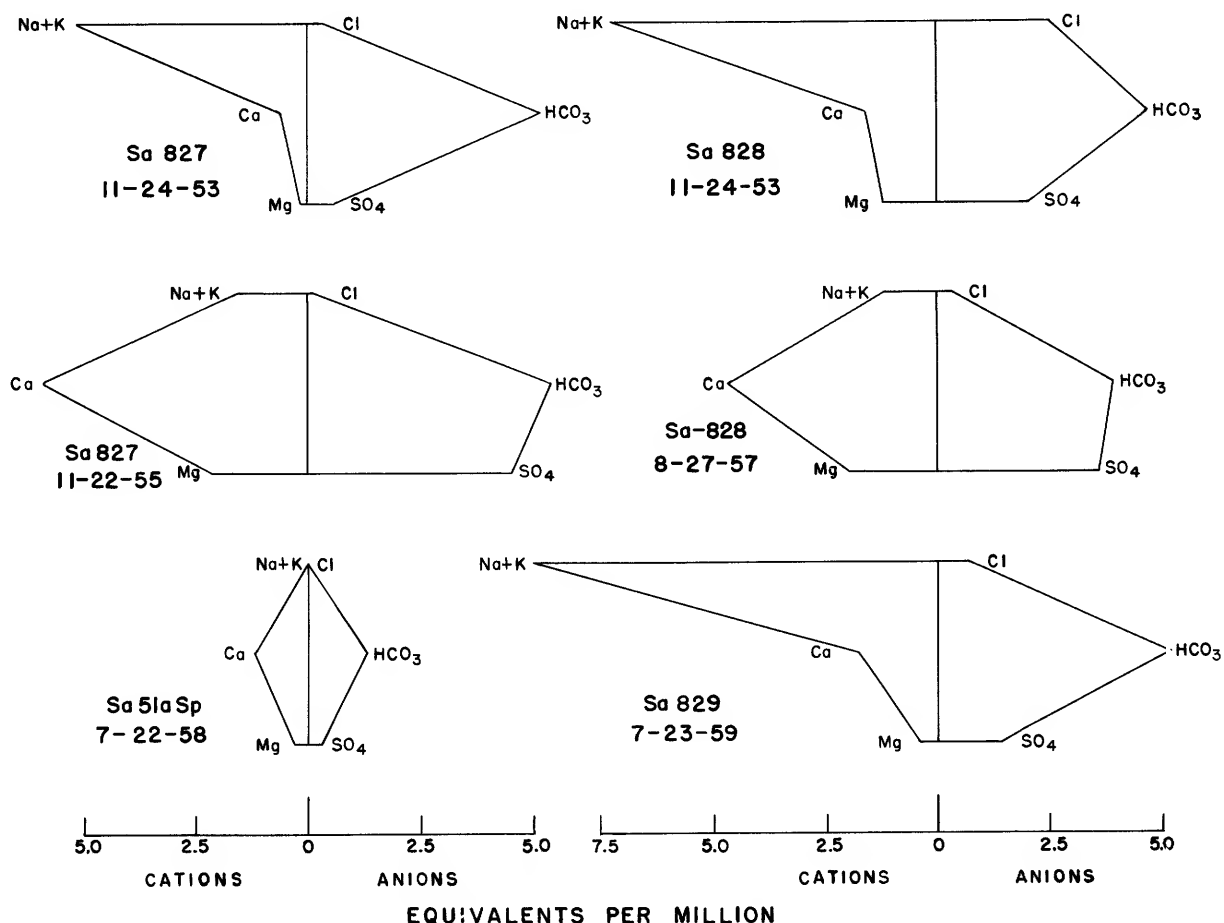 Na+K
Cl
Ca
HCO₃
Sa 827
11-24-53
Mg
SO₄
Na+K
Cl
Ca
HCO₃
Sa 828
11-24-53
Mg
SO₄
Na+K
Cl
Ca
HCO₃
Sa 827
11-22-55
Mg
SO₄
Na+K
Cl
Ca
HCO₃
Sa-828
8-27-57
Mg
SO₄
Na+K
Cl
Ca
HCO₃
Sa 51a Sp
7-22-58
Mg
SO₄
Na+K
Cl
Ca
HCO₃
Sa 829
7-23-59
Mg
SO₄
5.0 2.5 0 2.5 5.0
CATIONS ANIONS
7.5 5.0 2.5 0 2.5 5.0
CATIONS ANIONS
EQUIVALENTS PER MILLION